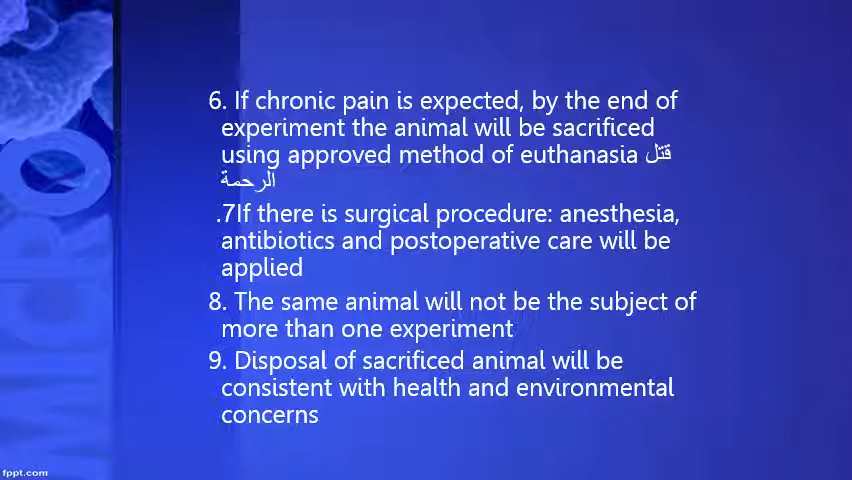 6. If chronic pain is expected, by the end of
experiment the animal will be sacrificed
using approved method of euthanasia قتل
الرحمة
.7If there is surgical procedure: anesthesia,
antibiotics and postoperative care will be
applied
8. The same animal will not be the subject of
more than one experiment
9. Disposal of sacrificed animal will be
consistent with health and environmental
concerns
MICRO
fppt.com